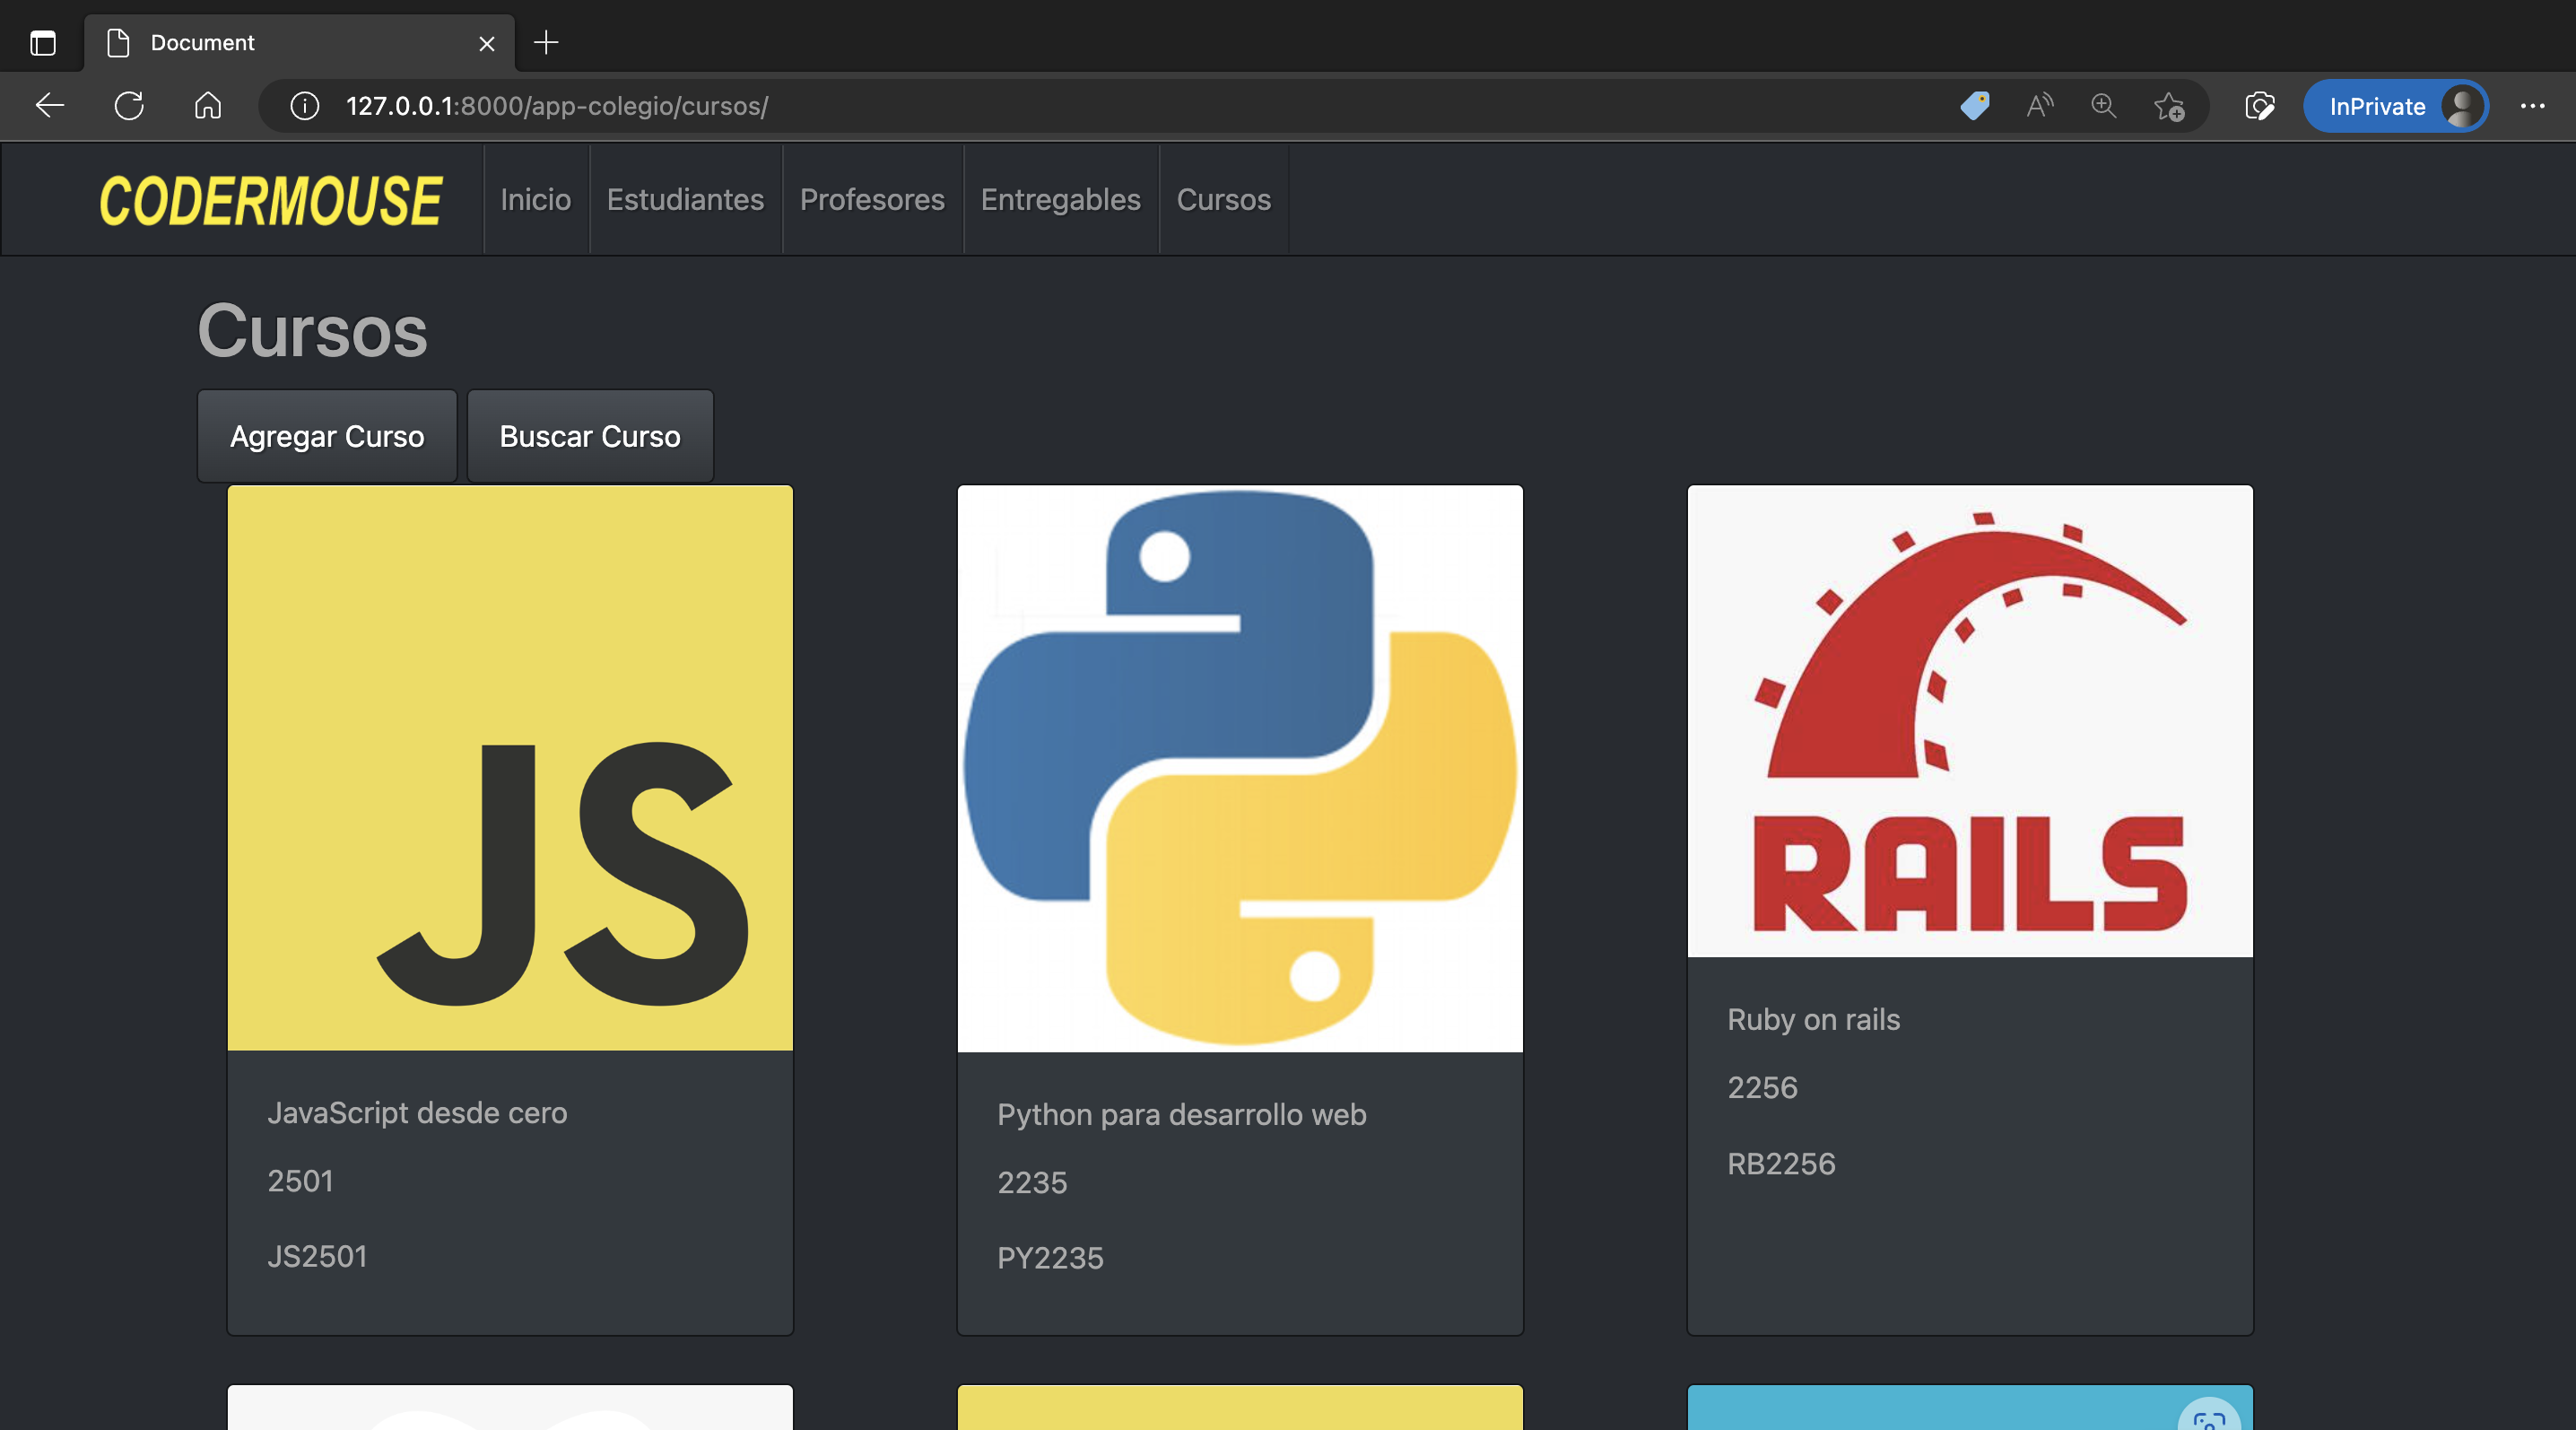 Document
127.0.0.1:8000/app-colegio/cursos/
InPrivate
CODERMOUSE
Inicio
Estudiantes
Profesores
Entregables
Cursos
Cursos
Agregar Curso
Buscar Curso
JS
RAILS
JavaScript desde cero
2501
JS2501
Python para desarrollo web
2235
PY2235
Ruby on rails
2256
RB2256